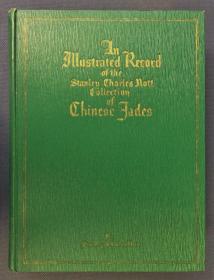 An
Illustrated Record
of the
Stanley Charles Nott
Collection
of
Chinese Jades